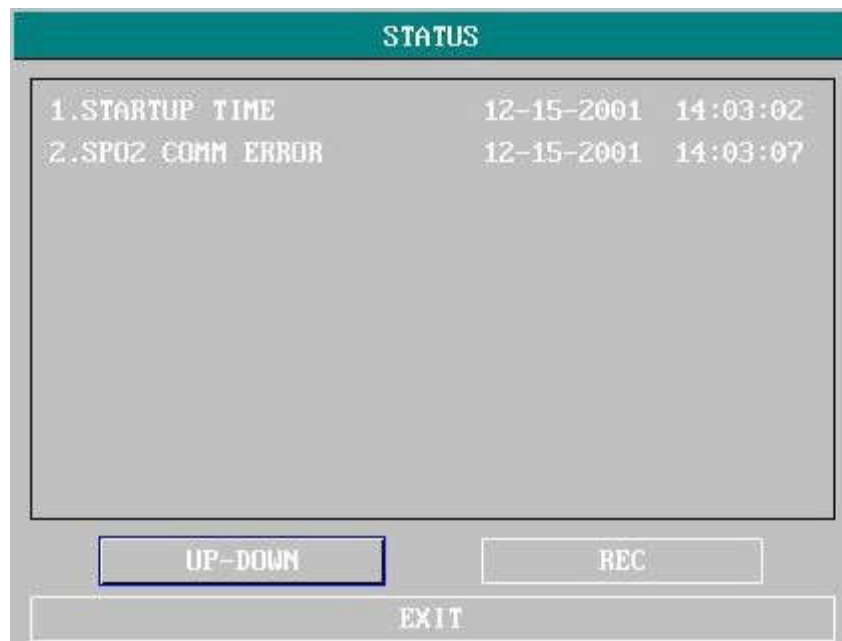 STATUS
1.STARTUP TIME 12-15-2001 14:03:02
2.SPO2 COMM ERROR 12-15-2001 14:03:07
UP-DOWN REC
EXIT